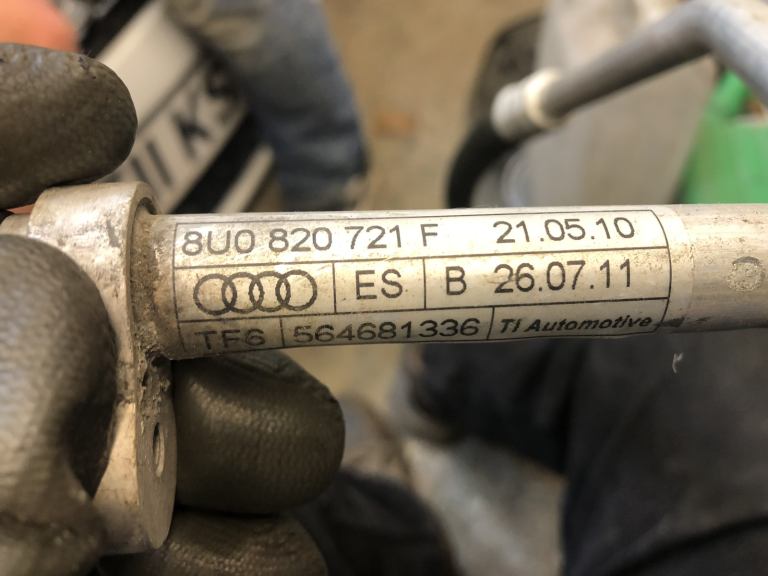 8U0 820 721 F 21.05.10
ES B 26.07.11
TF6 564681336 TI Automotive